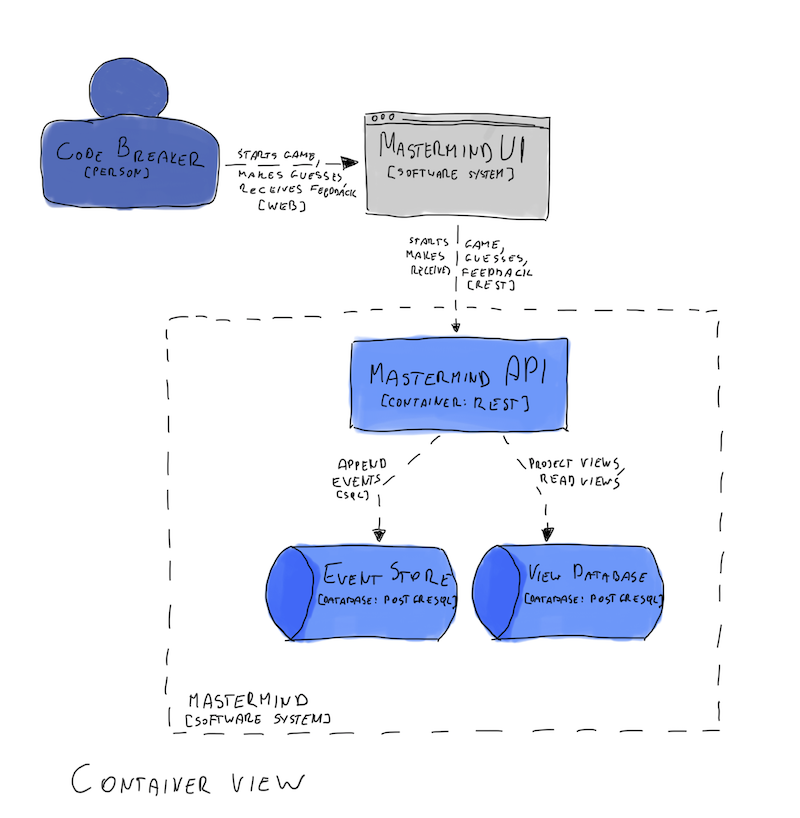 CODE BREAKER
[PERSON]
STARTS GAME,
MAKES GUESSES,
RECEIVES FEEDBACK
[WEB]
MASTERMIND UI
[SOFTWARE SYSTEM]
STARTS GAME,
MAKES GUESSES,
RECEIVES FEEDBACK
[REST]
MASTERMIND API
[CONTAINER: REST]
APPEND
EVENTS
[SQL]
PROJECT VIEWS,
READ VIEWS
EVENT STORE
[DATABASE: POSTGRESQL]
VIEW DATABASE
[DATABASE: POSTGRESQL]
MASTERMIND
[SOFTWARE SYSTEM]
CONTAINER VIEW